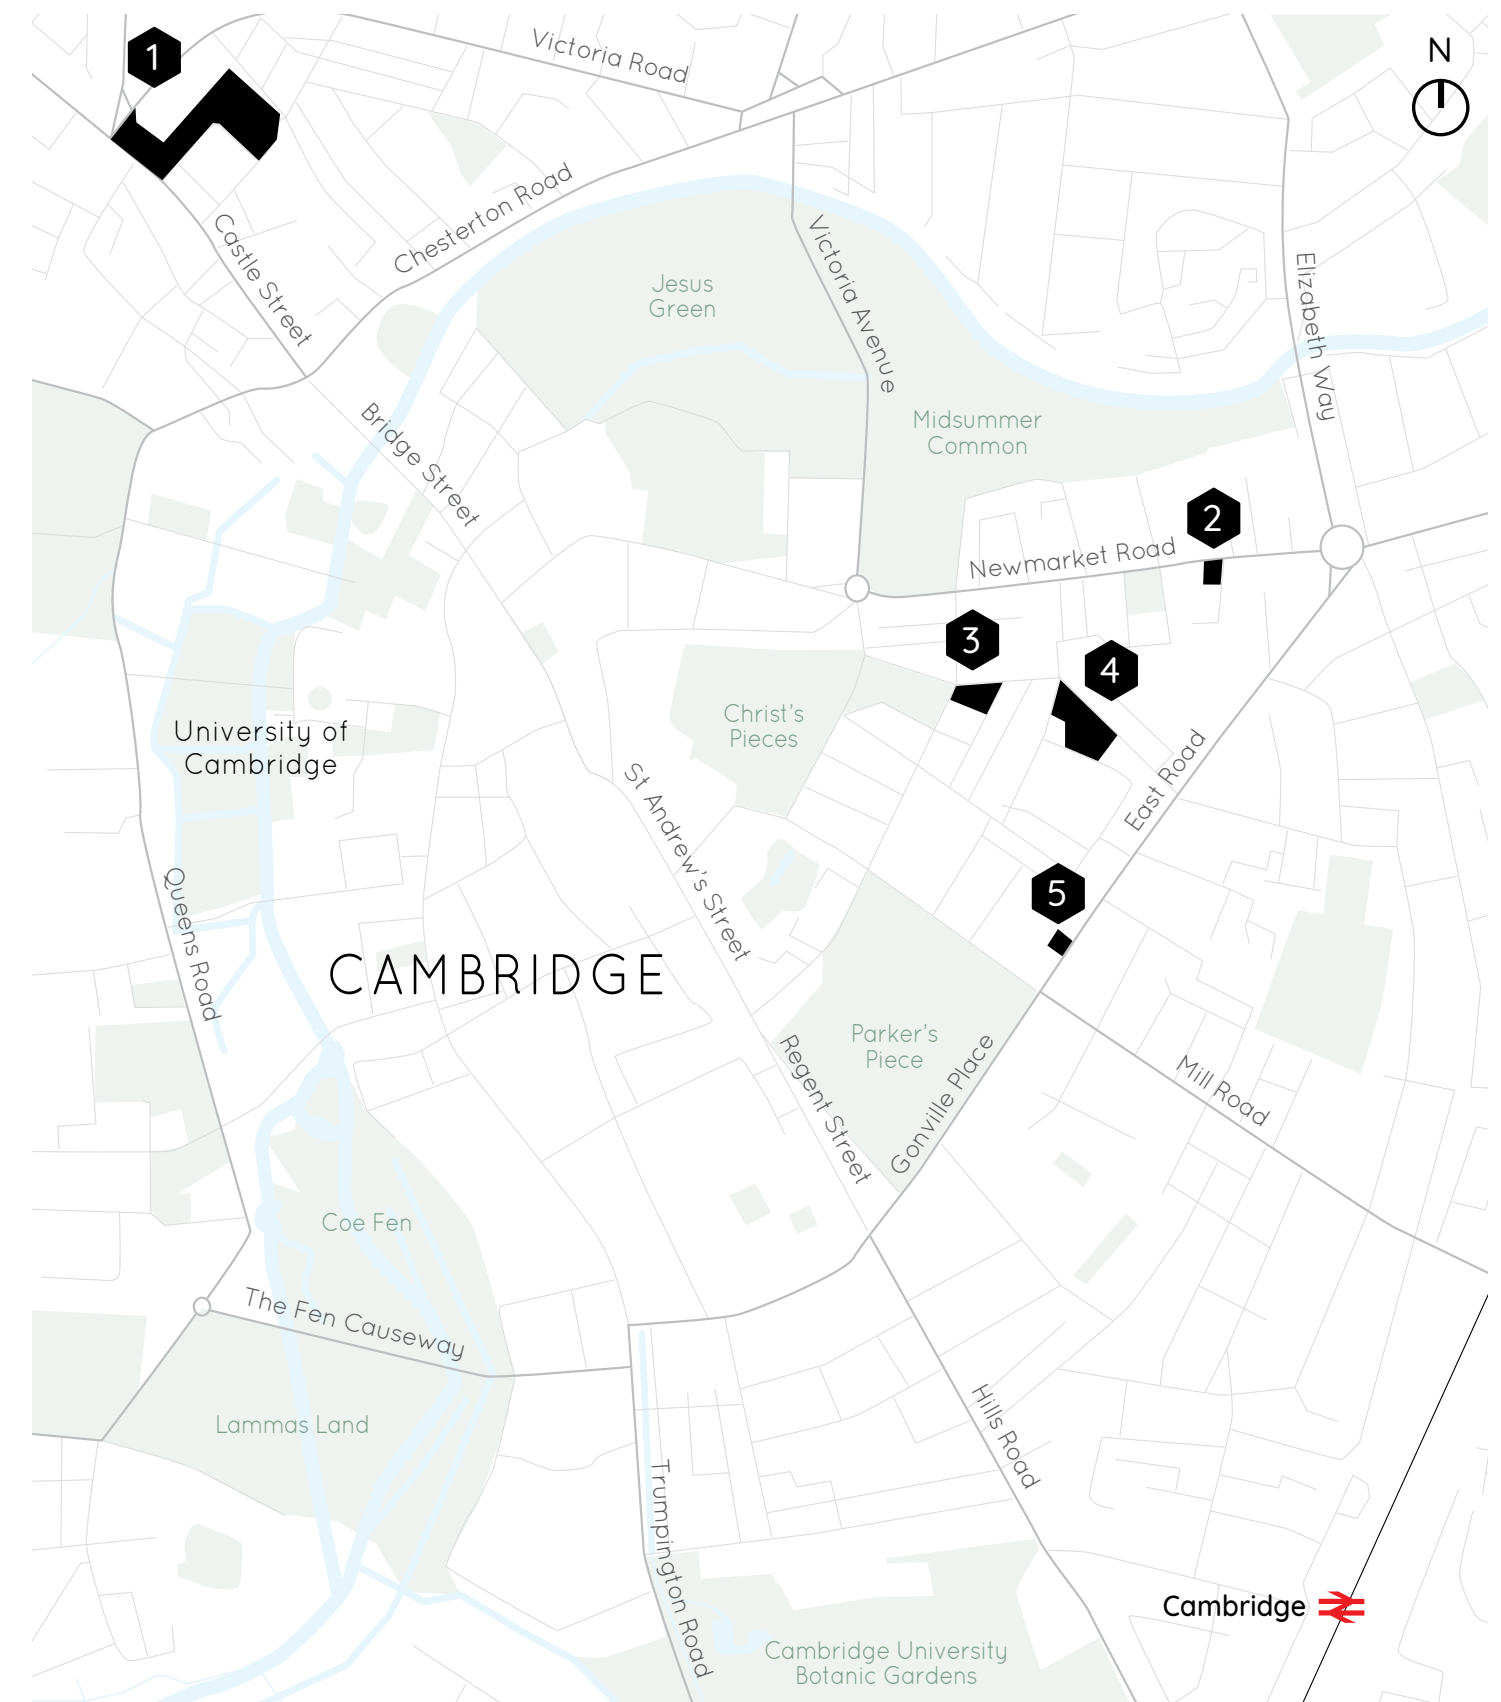 1
Victoria Road
N
Chesterton Road
Castle Street
Victoria Avenue
Jesus
Green
Elizabeth Way
Bridge Street
Midsummer
Common
2
Newmarket Road
3
4
Christ's
Pieces
University of
Cambridge
East Road
St Andrew's Street
Queens Road
5
CAMBRIDGE
Parker's
Piece
Regent Street
Gonville Place
Mill Road
Coe Fen
The Fen Causeway
Lammas Land
Hills Road
Trumpington Road
Cambridge
Cambridge University
Botanic Gardens